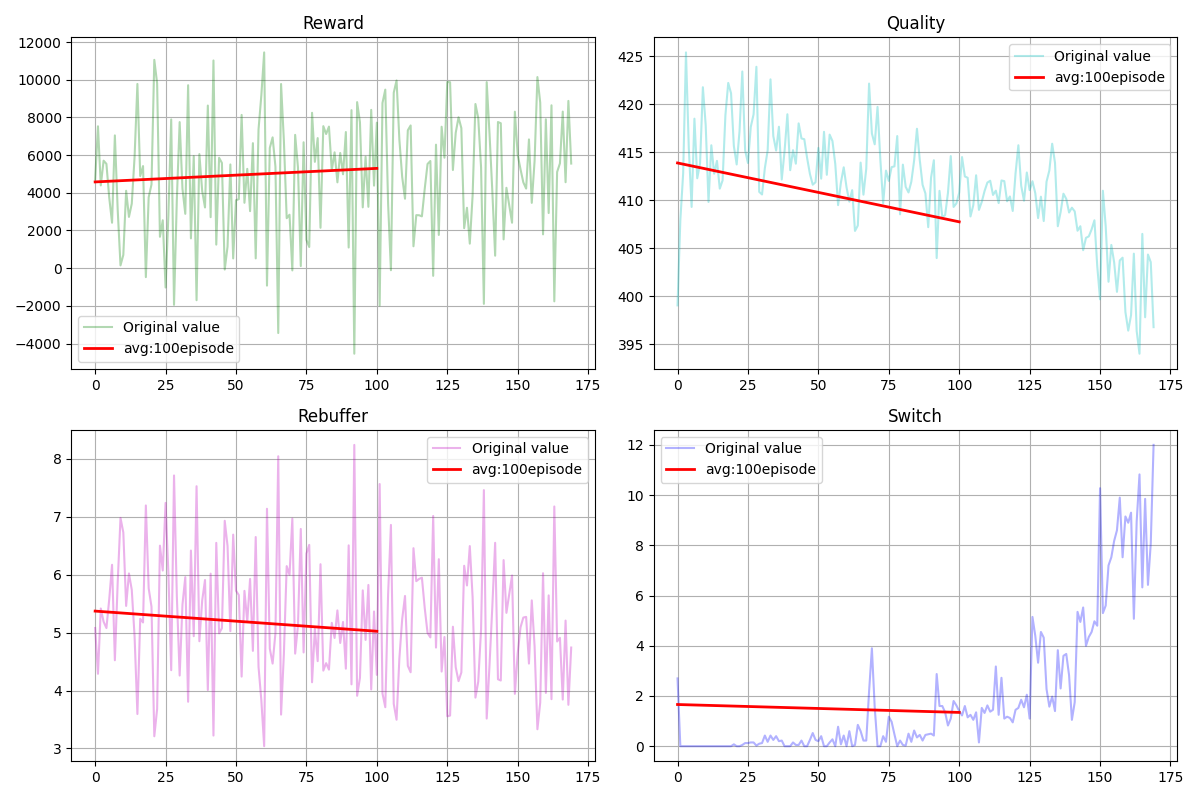 Reward
12000
10000
8000
6000
4000
2000
0
−2000
−4000
Original value
avg:100episode
0 25 50 75 100 125 150 175
Quality
425
420
415
410
405
400
395
Original value
avg:100episode
0 25 50 75 100 125 150 175
Rebuffer
8
7
6
5
4
3
Original value
avg:100episode
0 25 50 75 100 125 150 175
Switch
12
10
8
6
4
2
0
Original value
avg:100episode
0 25 50 75 100 125 150 175